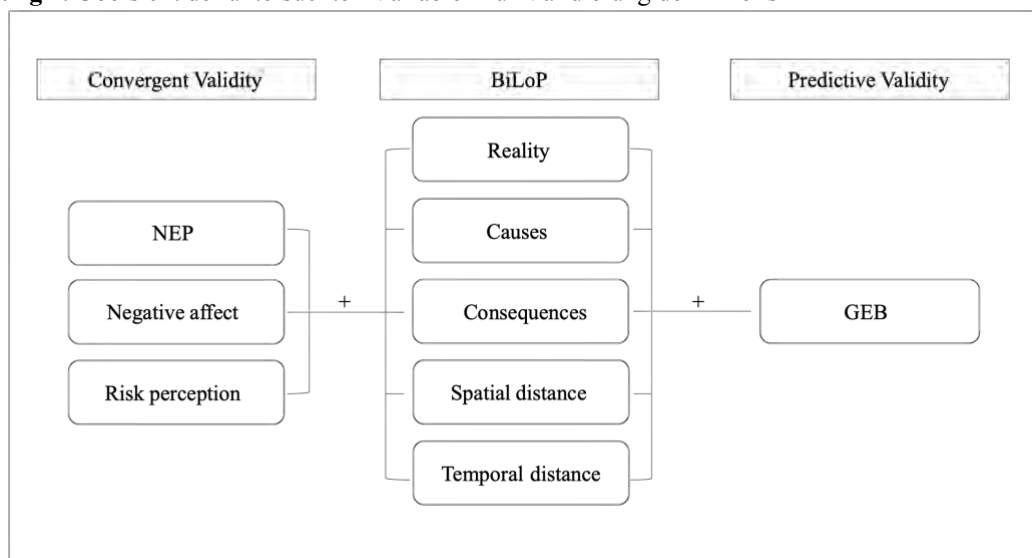 Convergent Validity
BiLoP
Predictive Validity
Reality
NEP
Causes
Negative affect
+
Consequences
+
GEB
Risk perception
Spatial distance
Temporal distance